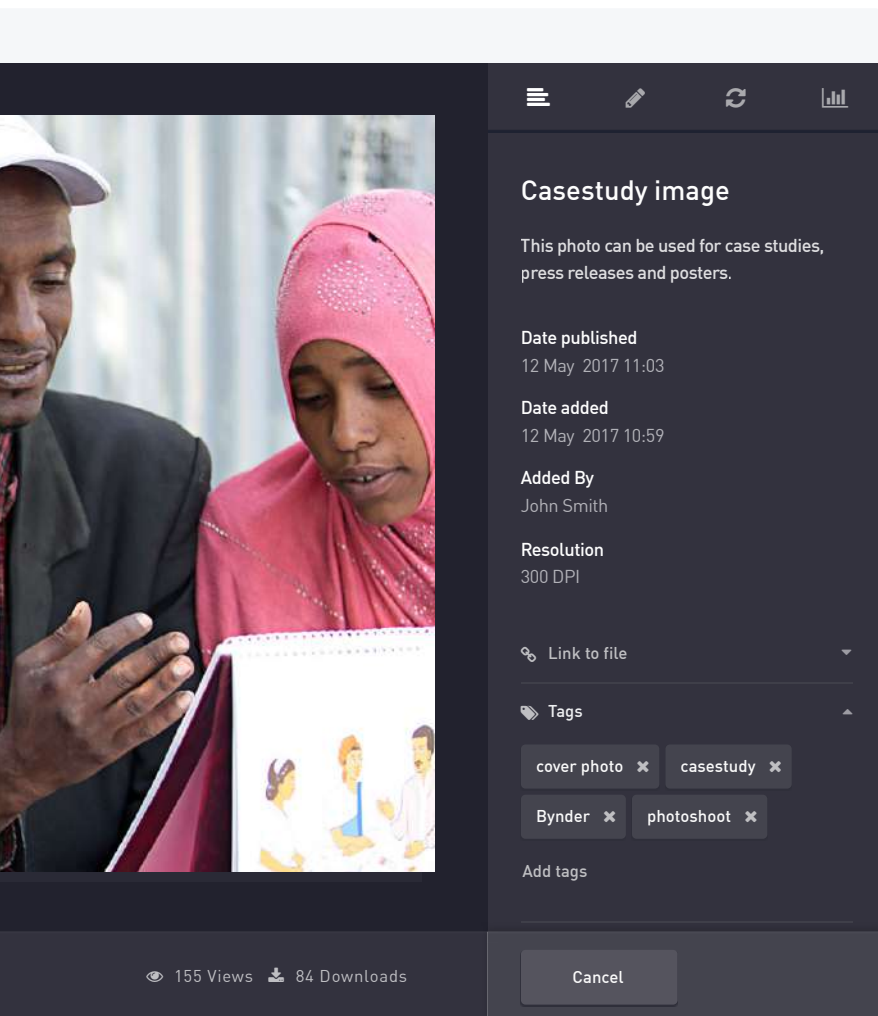 Casestudy image
This photo can be used for case studies,
press releases and posters.
Date published
12 May 2017 11:03
Date added
12 May 2017 10:59
Added By
John Smith
Resolution
300 DPI
Link to file
Tags
cover photo casestudy
Bynder photoshoot
Add tags
155 Views 84 Downloads
Cancel